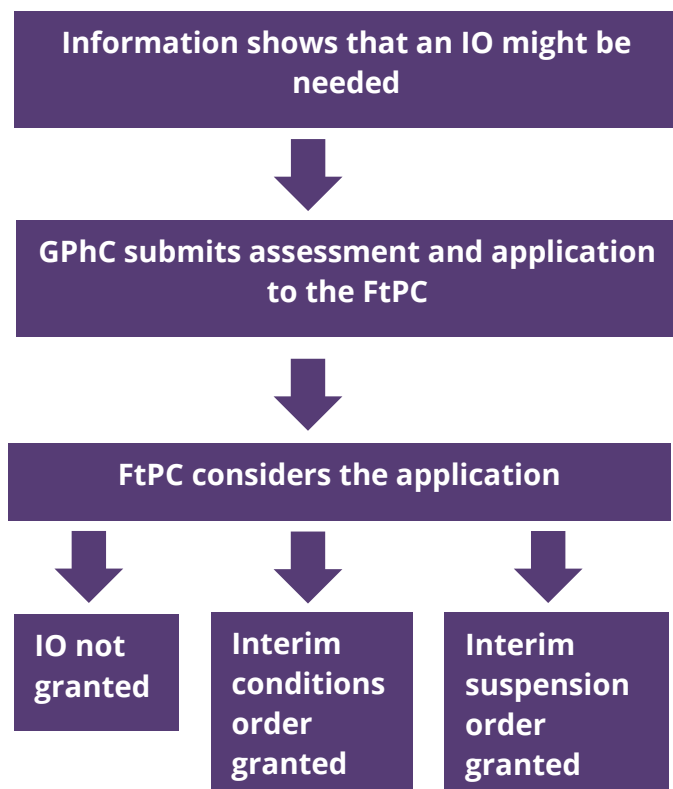 Information shows that an IO might be
needed
GPhC submits assessment and application
to the FtPC
FtPC considers the application
IO not
granted
Interim
conditions
order
granted
Interim
suspension
order
granted